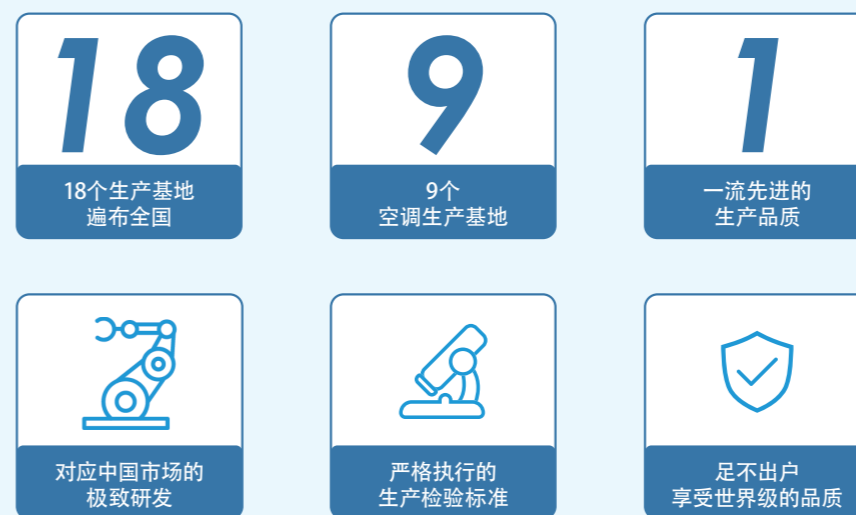 18
18个生产基地
遍布全国
9
9个
空调生产基地
1
一流先进的
生产品质
对应中国市场的
极致研发
严格执行的
生产检验标准
足不出户
享受世界级的品质